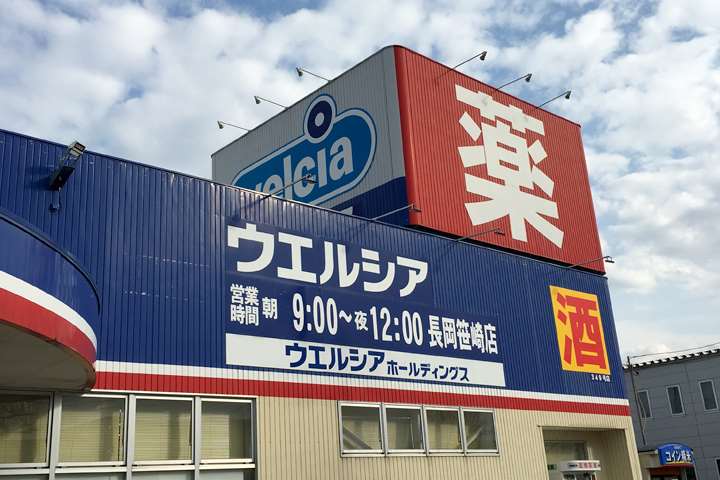 welcia
薬
ウエルシア
営業時間 朝 9:00〜夜12:00 長岡笹崎店
ウエルシアホールディングス
酒
コイン精米